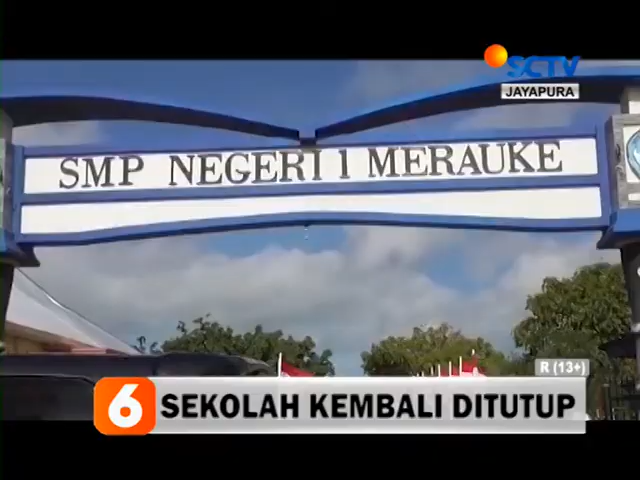 SCTV
JAYAPURA
SMP NEGERI 1 MERAUKE
R (13+)
6 SEKOLAH KEMBALI DITUTUP